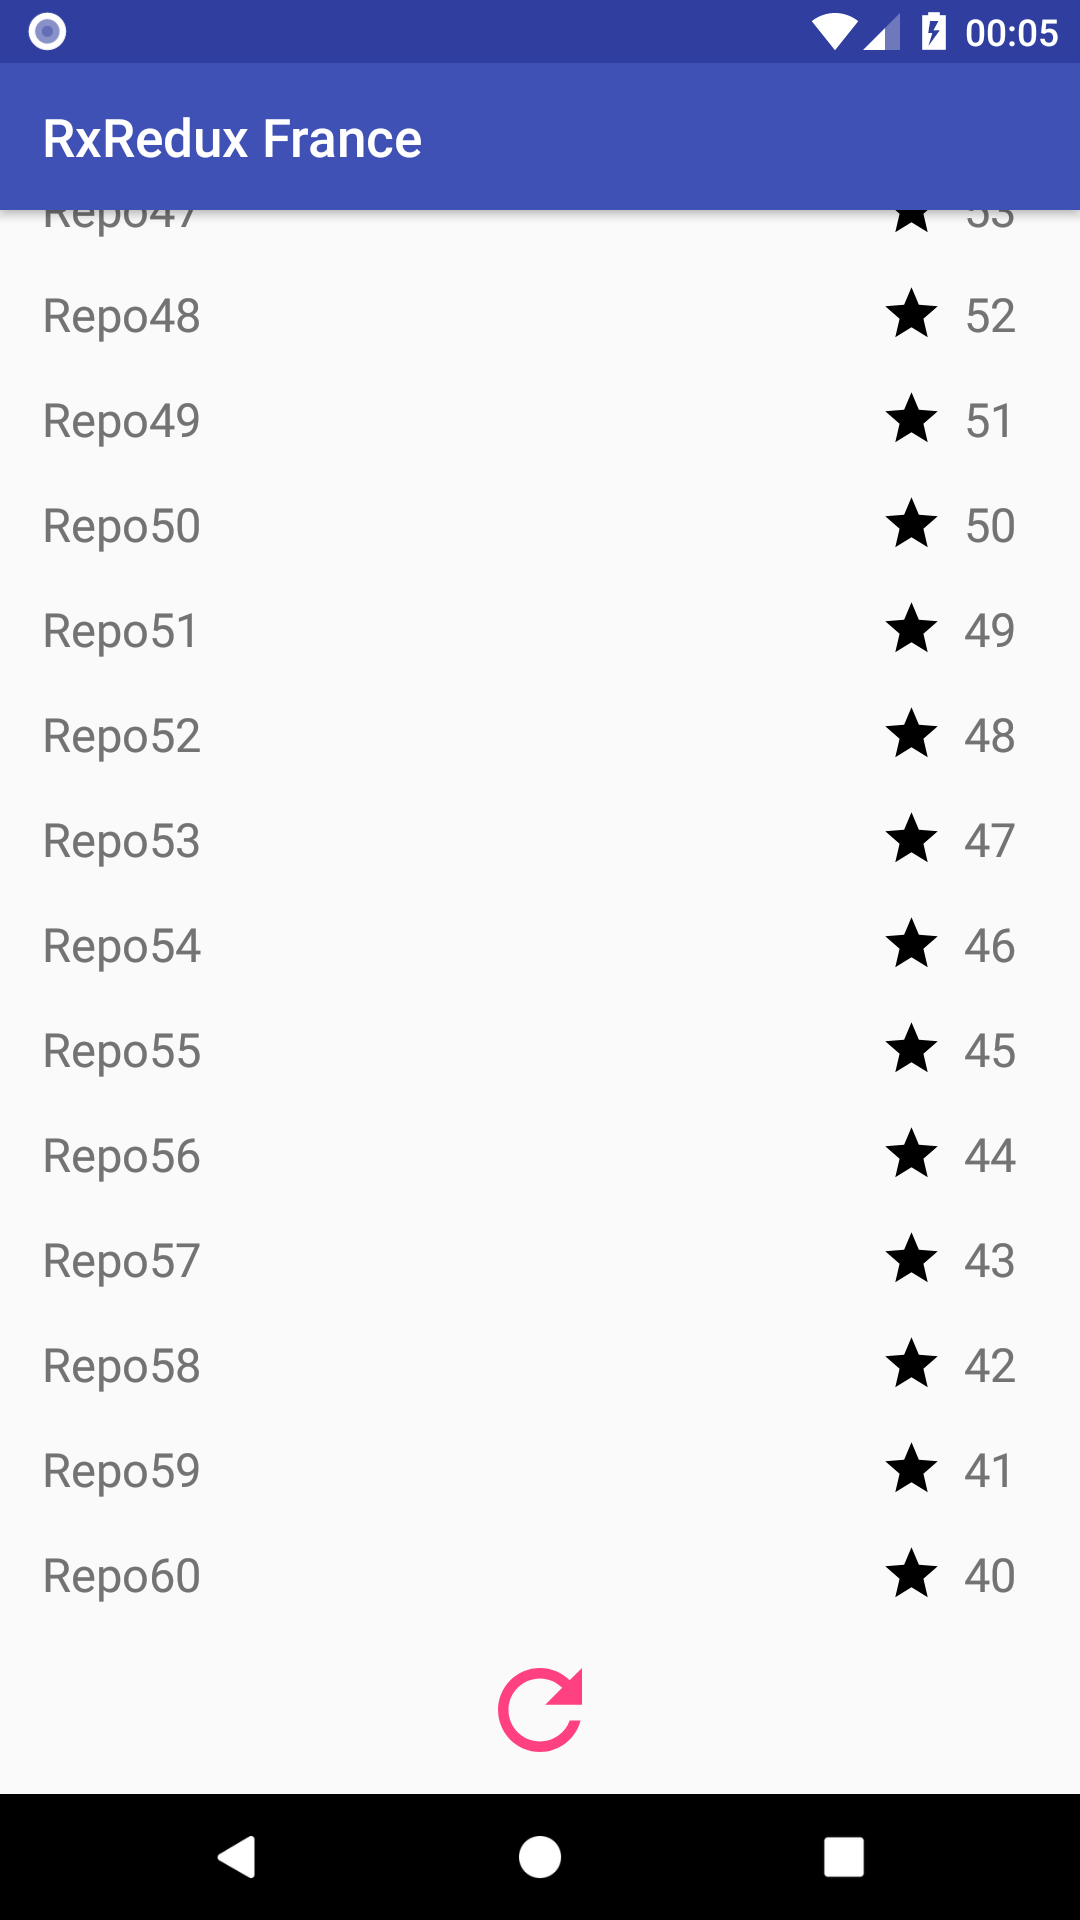 00:05
RxRedux France
Repo47 53
Repo48 52
Repo49 51
Repo50 50
Repo51 49
Repo52 48
Repo53 47
Repo54 46
Repo55 45
Repo56 44
Repo57 43
Repo58 42
Repo59 41
Repo60 40